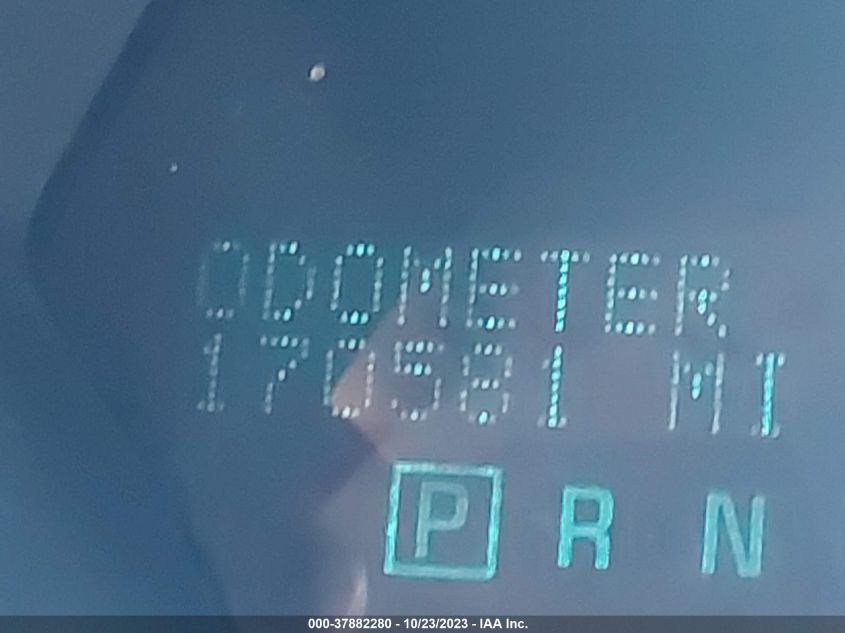 ODOMETER
170581 MI
P R N
000-37882280 - 10/23/2023 - IAA Inc.